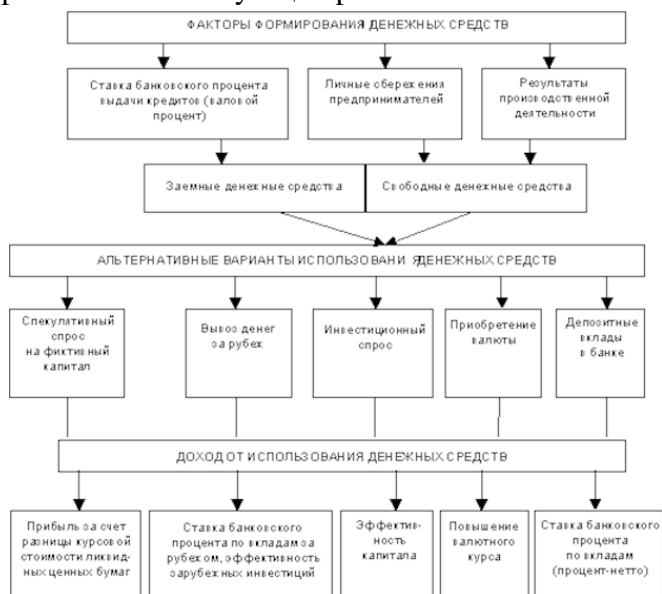 ФАКТОРЫ ФОРМИРОВАНИЯ ДЕНЕЖНЫХ СРЕДСТВ
Ставка банковского процента
выдачи кредитов (валовой
процент)
Личные сбережения
предпринимателей
Результаты
производственной
деятельности
Заемные денежные средства
Свободные денежные средства
АЛЬТЕРНАТИВНЫЕ ВАРИАНТЫ ИСПОЛЬЗОВАНИЯ ДЕНЕЖНЫХ СРЕДСТВ
Спекулативный
спрос
на фиктивный
капитал
Вывоз денег
за рубеж
Инвестиционный
спрос
Приобретение
валюты
Депозитные
вклады
в банке
ДОХОД ОТ ИСПОЛЬЗОВАНИЯ ДЕНЕЖНЫХ СРЕДСТВ
Прибыль за счет
разницы курсовой
стоимости ликвид-
ных ценных бумаг
Ставка банковского
процента по вкладам за
рубежом, эффективность
зарубежных инвестиций
Эффектив-
ность
капитала
Повышение
валютного
курса
Ставка банковского
процента
по вкладам
(процент-нетто)